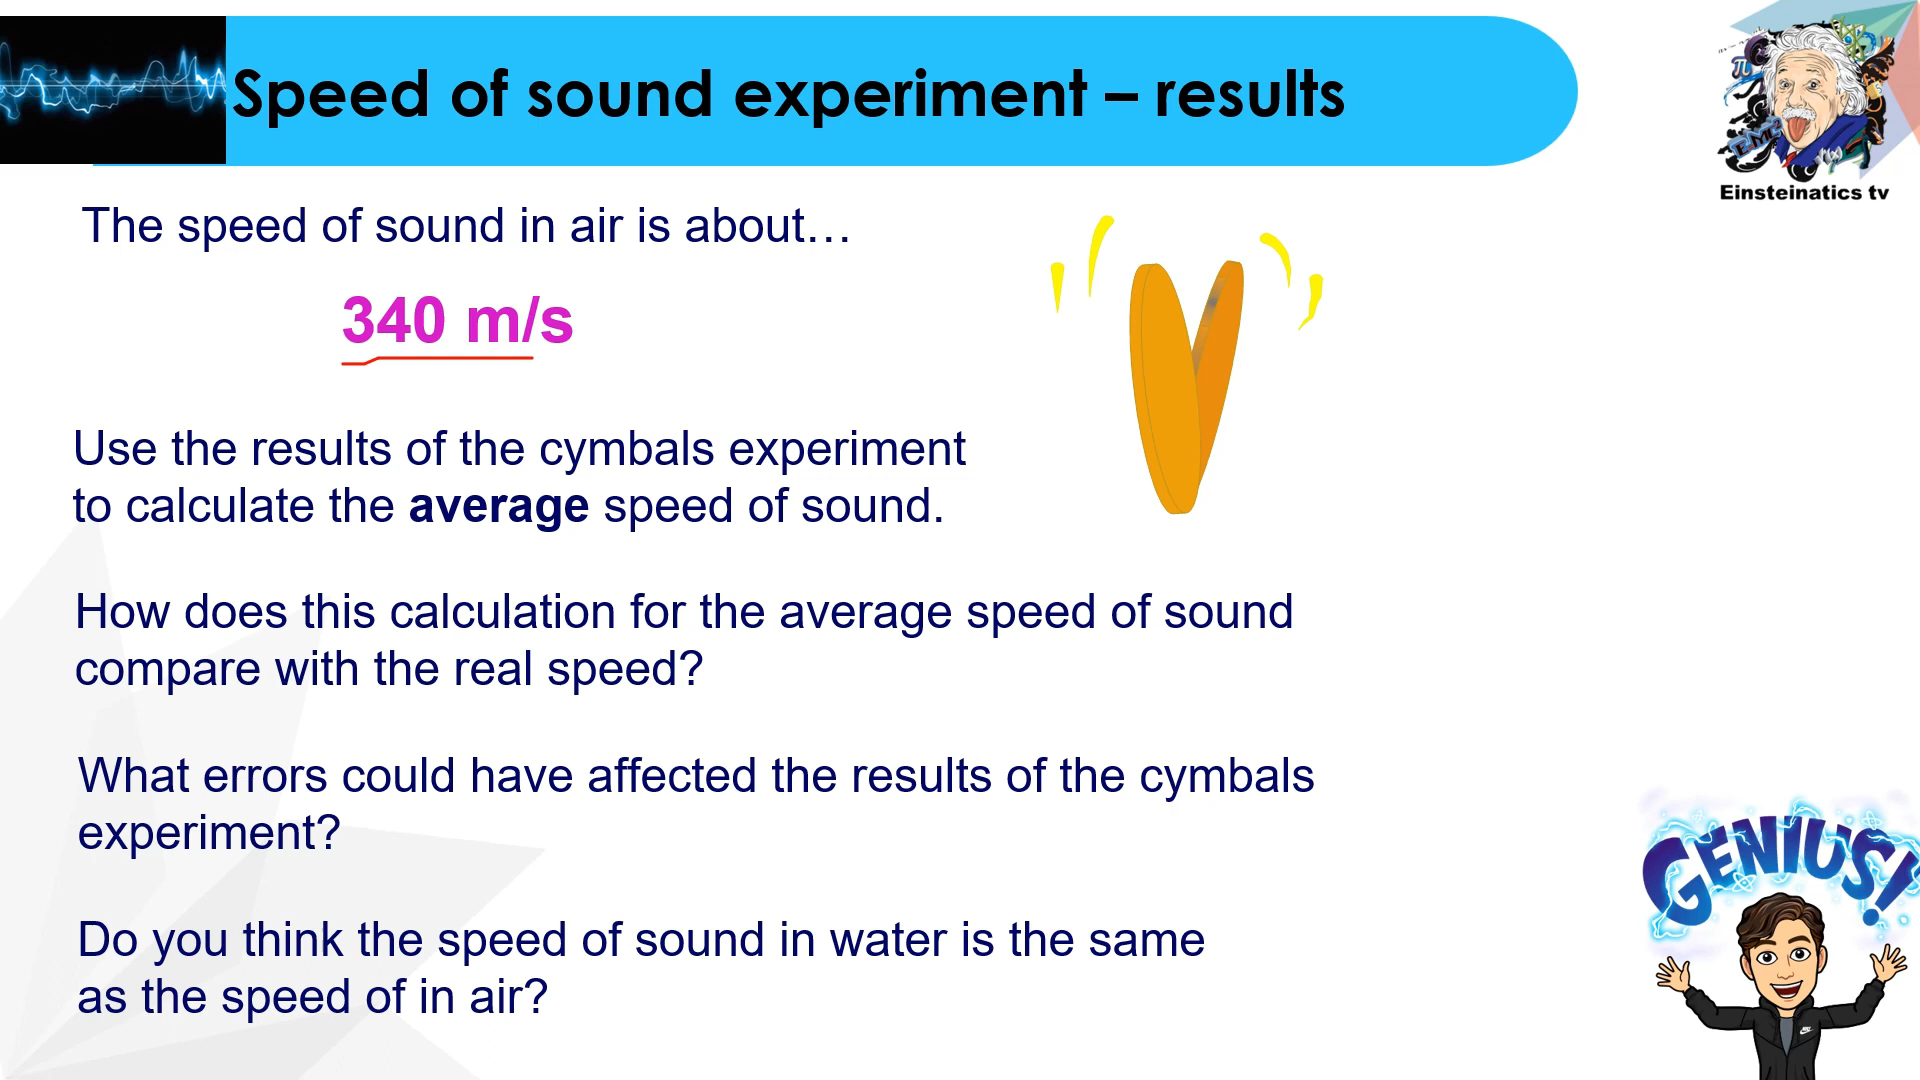 Speed of sound experiment – results
Einsteinatics tv
The speed of sound in air is about…
340 m/s
Use the results of the cymbals experiment
to calculate the average speed of sound.
How does this calculation for the average speed of sound
compare with the real speed?
What errors could have affected the results of the cymbals
experiment?
Do you think the speed of sound in water is the same
as the speed of in air?
GENIUS!